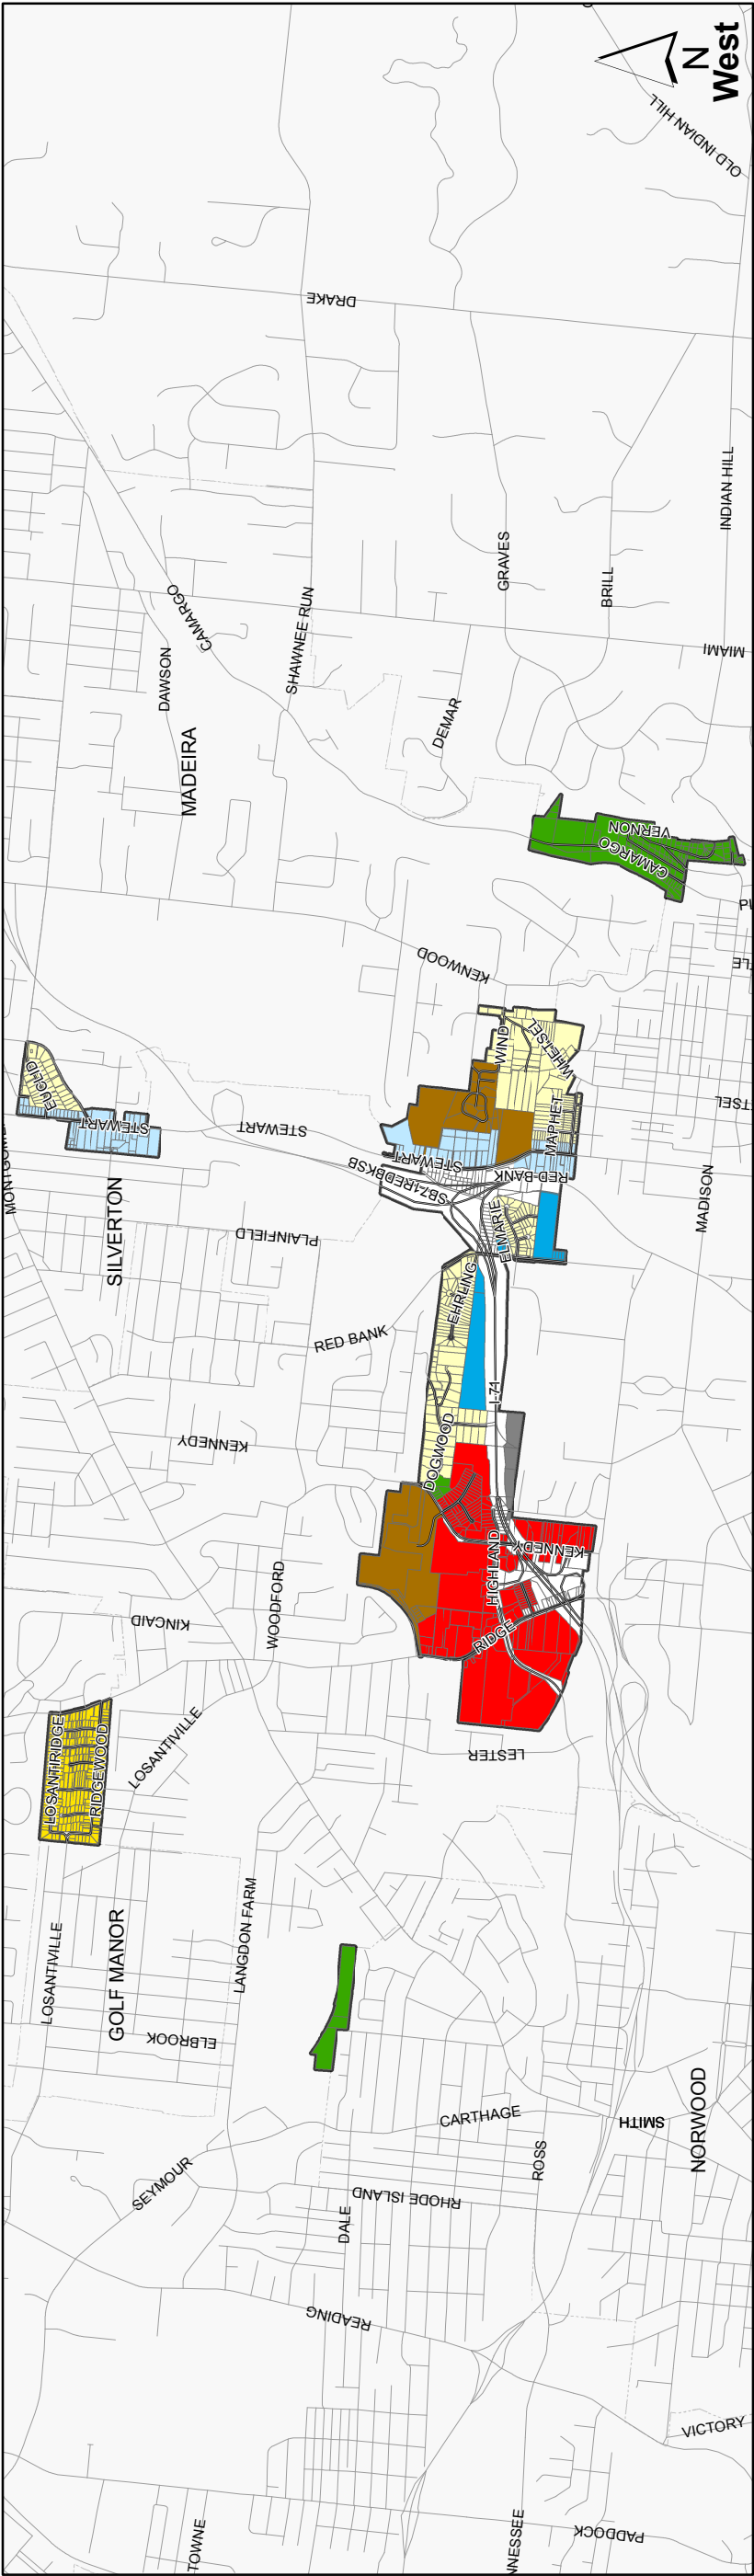 N
West
OLD INDIAN HILL
DRAKE
INDIAN HILL
GRAVES
BRILL
CAMARGO
SHAWNEE RUN
MIAMI
DAWSON
DEMAR
MADEIRA
VERNON
CAMARGO
KENWOOD
WIND
WHETSEL
EUCLID
STEWART
STEWART
STEWART
MAPHET
SB71REDBKSB
RED BANK
MADISON
SILVERTON
PLAINFIELD
ELMARIE
EHRLING
RED BANK
I-71
KENNEDY
DOGWOOD
KENNEDY
HIGHLAND
WOODFORD
KINCAID
RIDGE
LOSANTIRIDGE
RIDGEWOOD
LOSANTIVILLE
LESTER
LANGDON FARM
GOLF MANOR
LOSANTIVILLE
ELBROOK
CARTHAGE
SMITH
NORWOOD
ROSS
SEYMOUR
RHODE ISLAND
DALE
READING
VICTORY
PADDOCK
TOWNE
NNESSEE